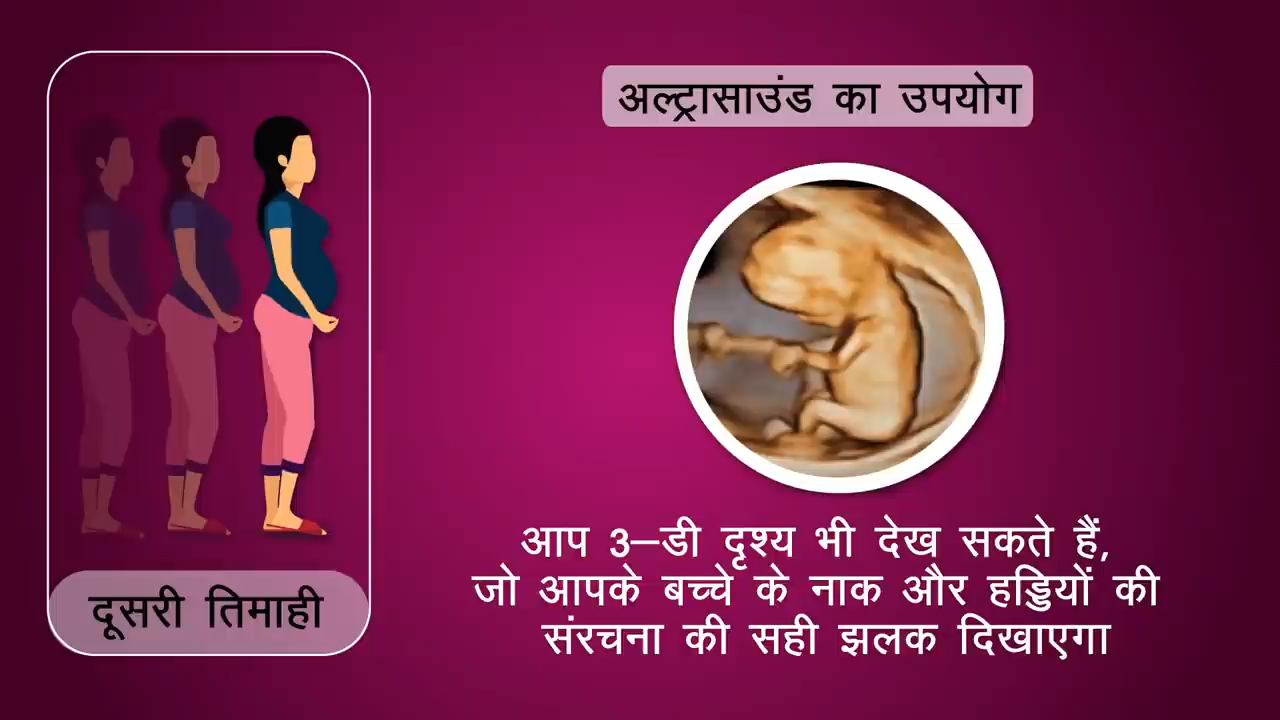 अल्ट्रासाउंड का उपयोग
आप 3–डी दृश्य भी देख सकते हैं,
जो आपके बच्चे के नाक और हड्डियों की
संरचना की सही झलक दिखाएगा
दूसरी तिमाही